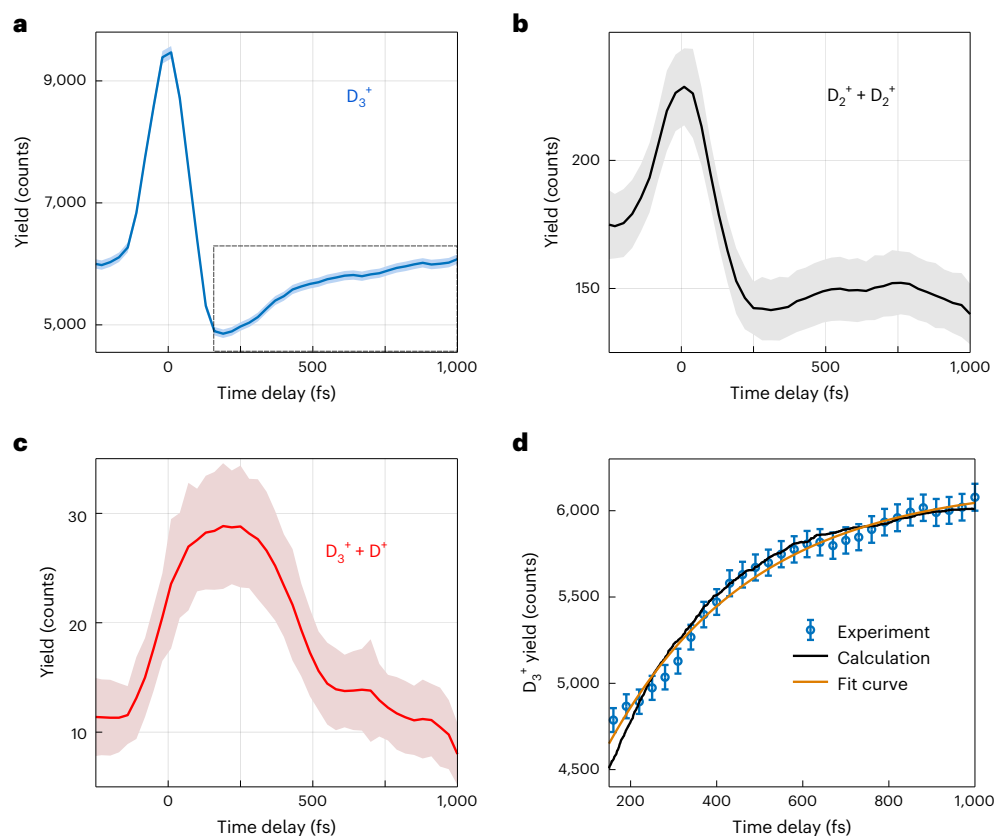 a
D₃⁺
9,000
7,000
5,000
Yield (counts)
0
500
1,000
Time delay (fs)
b
D₂⁺ + D₂⁺
200
150
Yield (counts)
0
500
1,000
Time delay (fs)
c
D₃⁺ + D⁺
30
20
10
Yield (counts)
0
500
1,000
Time delay (fs)
d
6,000
5,500
5,000
4,500
D₃⁺ yield (counts)
Experiment
Calculation
Fit curve
200
400
600
800
1,000
Time delay (fs)